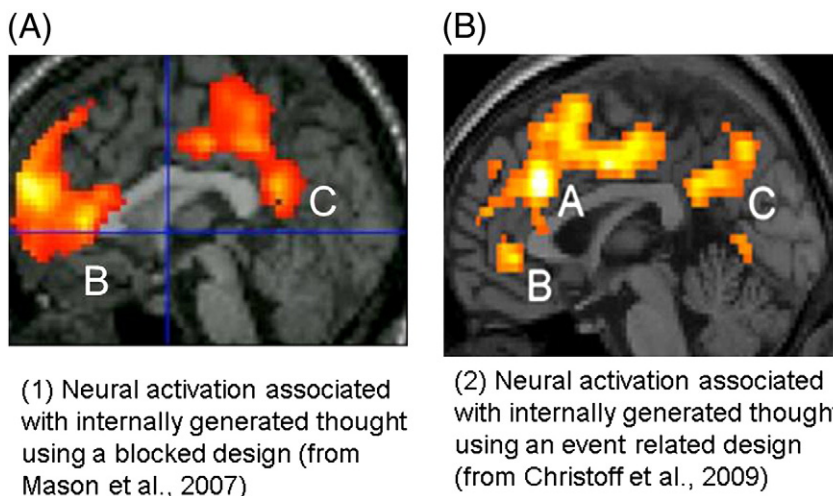 (A)
(B)
C
B
A
C
B
(1) Neural activation associated
with internally generated thought
using a blocked design (from
Mason et al., 2007)
(2) Neural activation associated
with internally generated thought
using an event related design
(from Christoff et al., 2009)